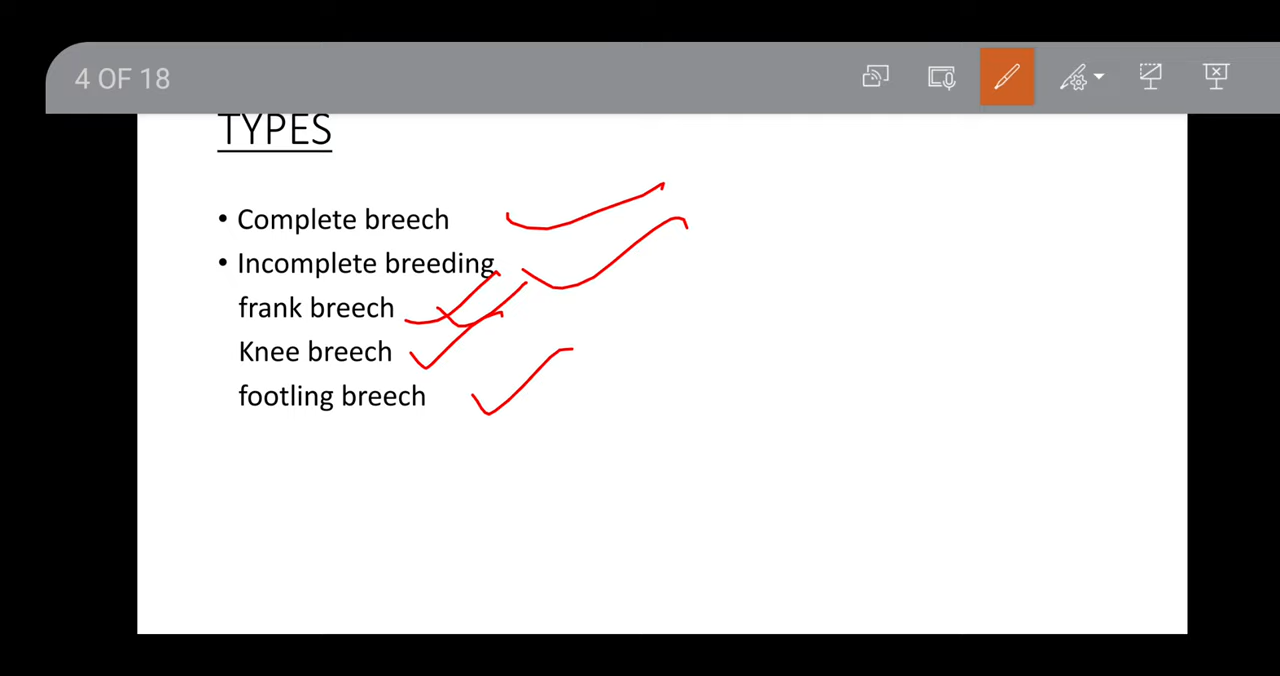 4 OF 18
TYPES
• Complete breech
• Incomplete breeding
frank breech
Knee breech
footling breech